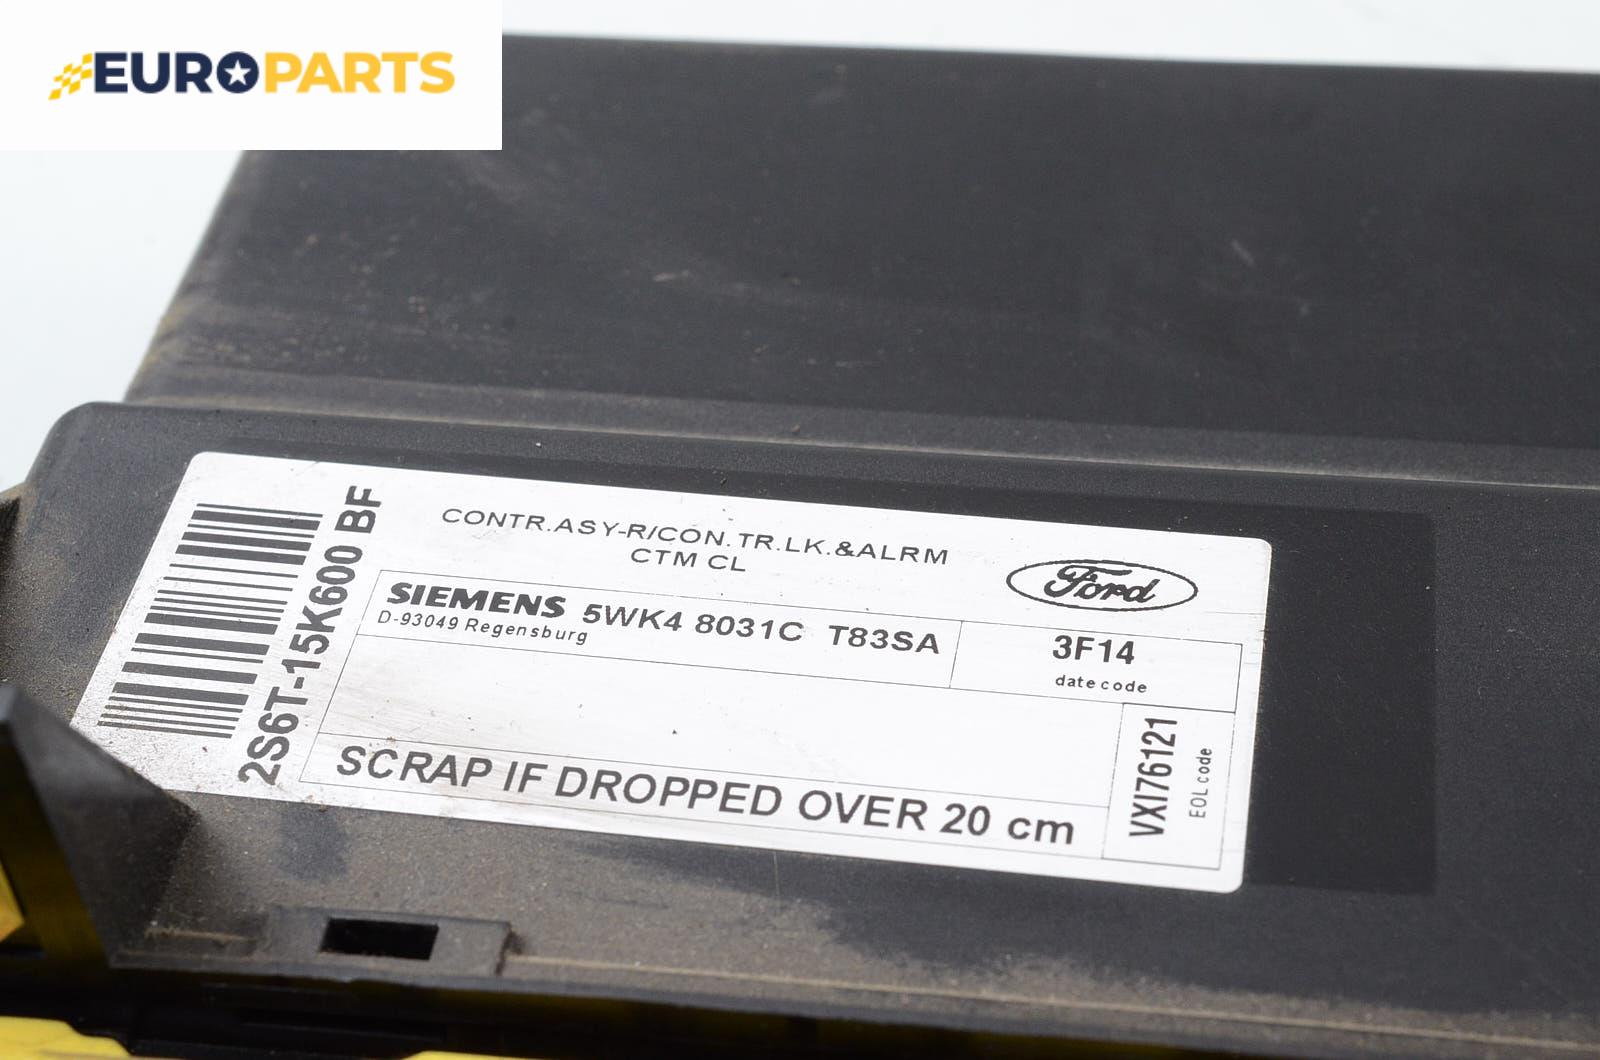 EUROPARTS
CONTR.ASY-R/CON.TR.LK.&ALRM
CTM CL
Ford
2S6T-15K600 BF
SIEMENS 5WK4 8031C T83SA
D-93049 Regensburg
3F14
date code
VXI76121
EOL code
SCRAP IF DROPPED OVER 20 cm